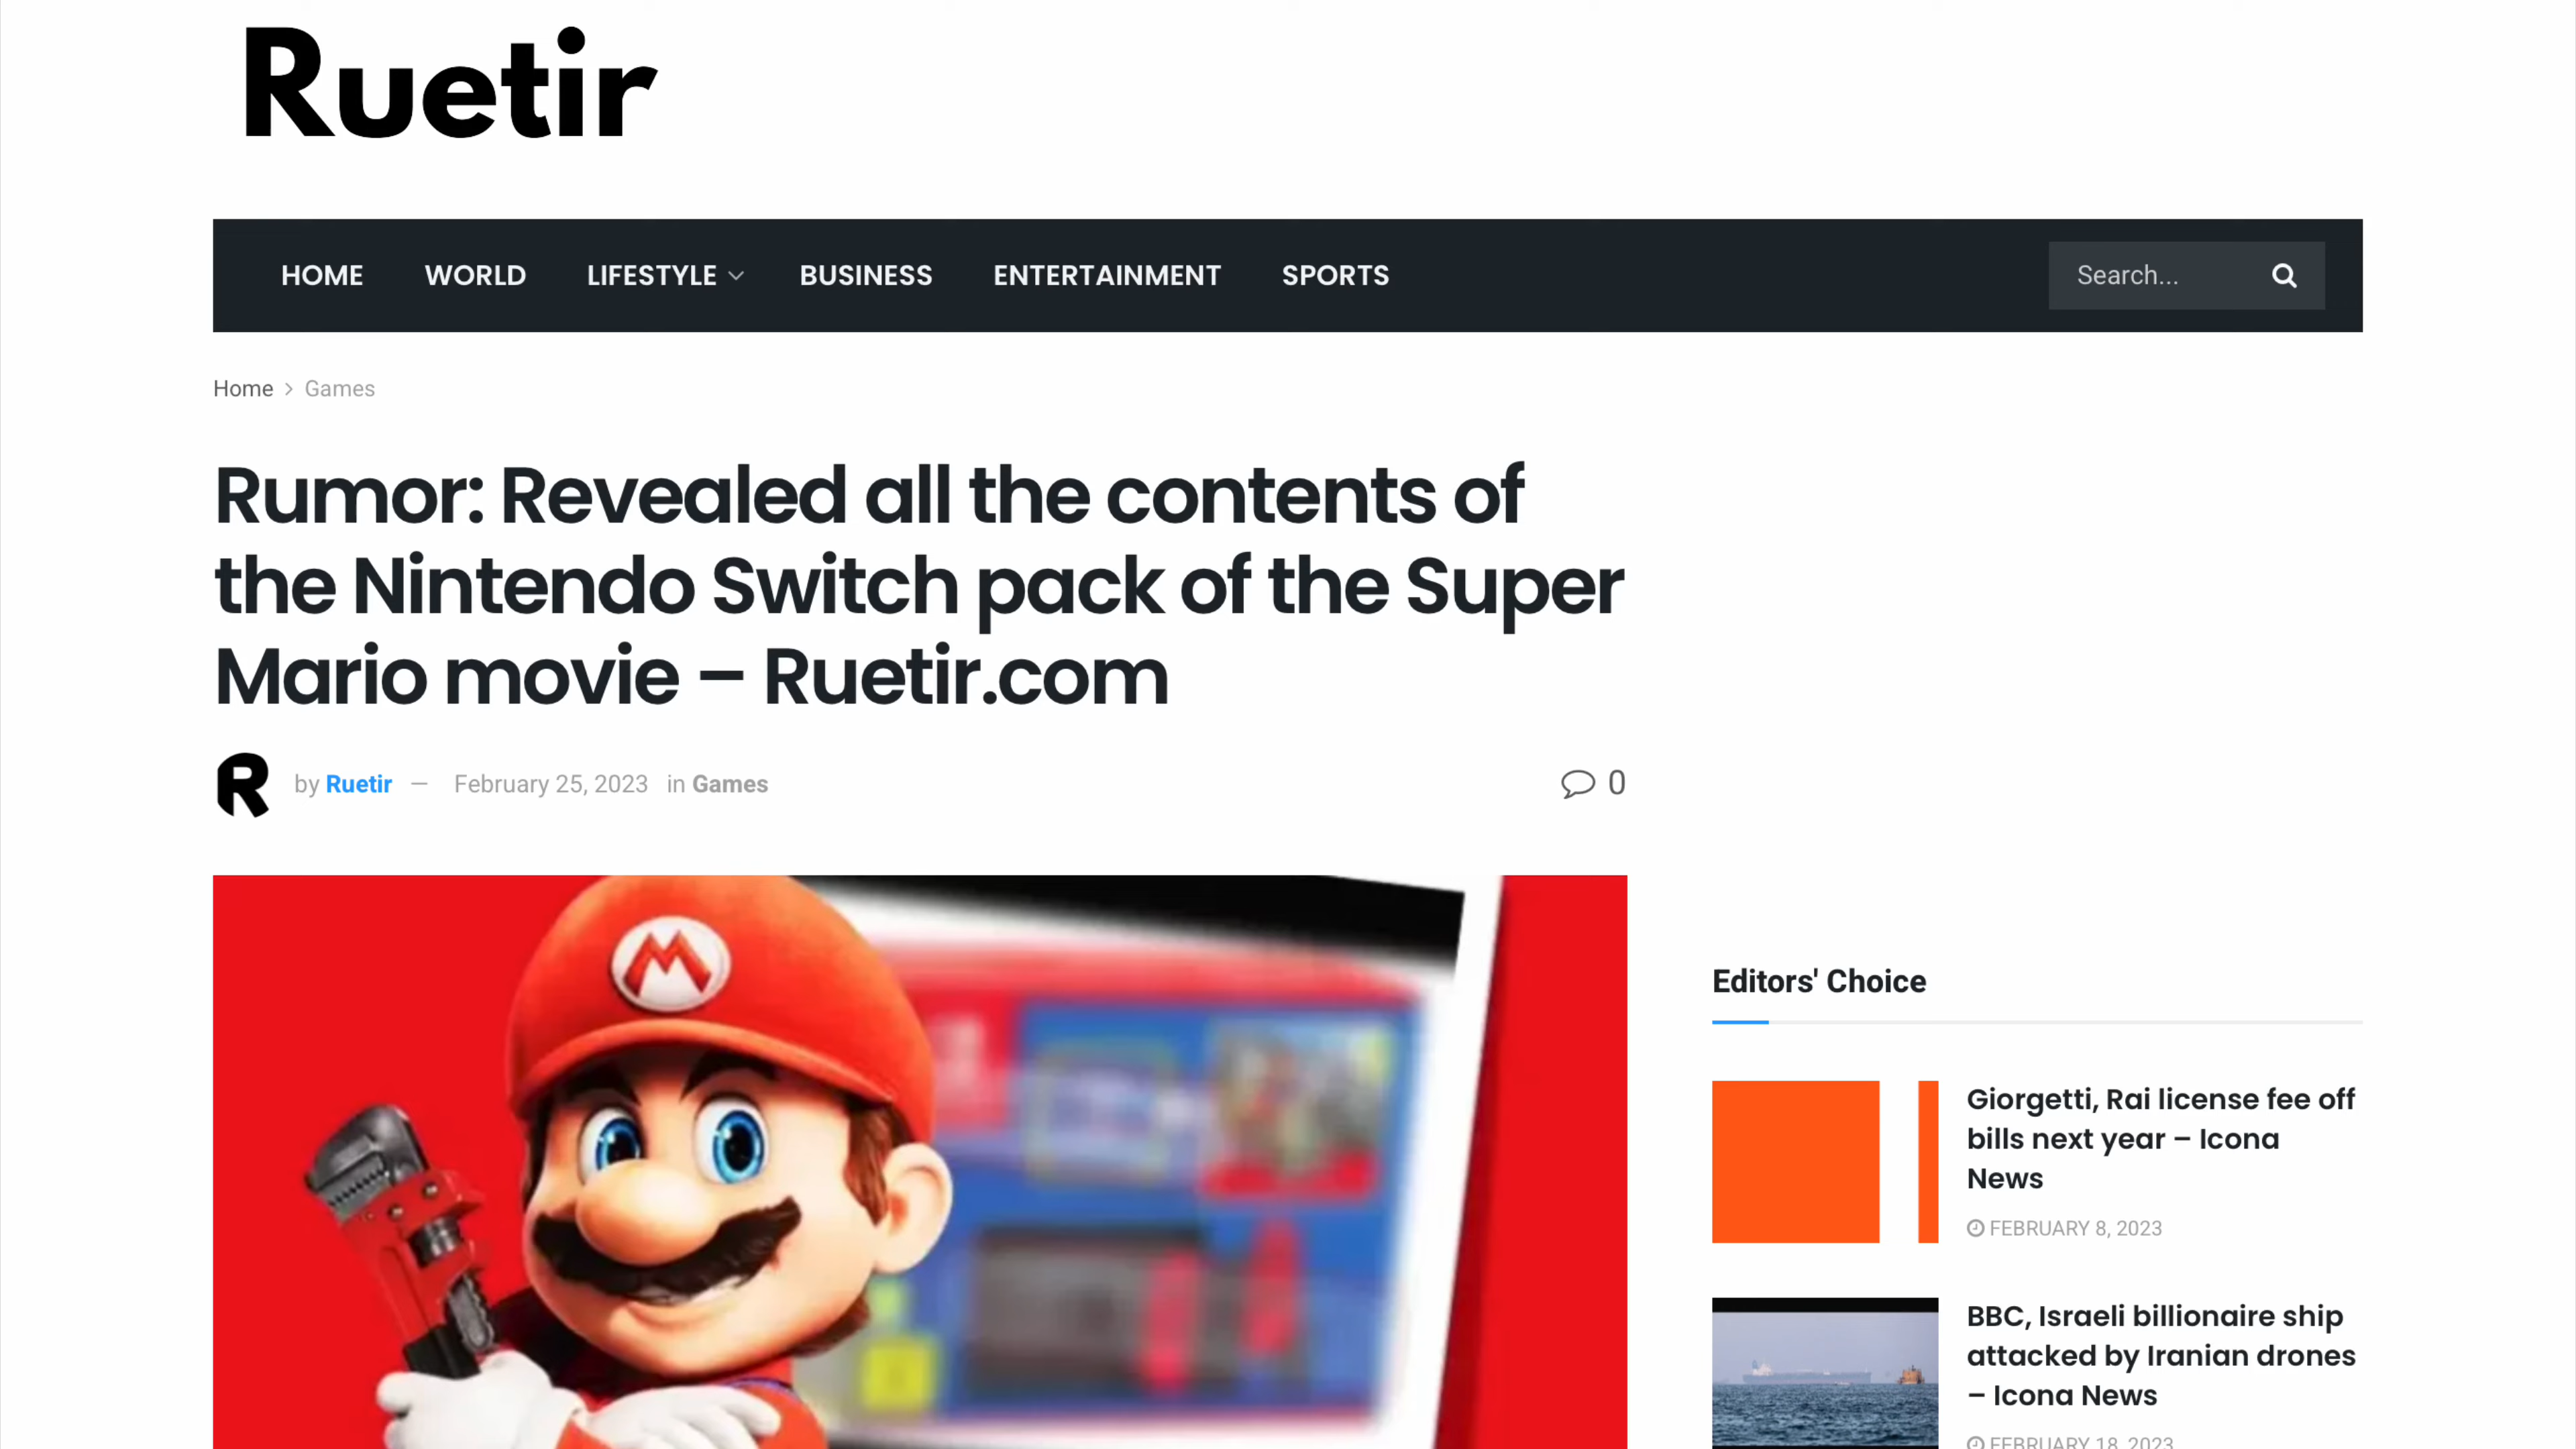 Ruetir
HOME WORLD LIFESTYLE BUSINESS ENTERTAINMENT SPORTS Search...
Home > Games
Rumor: Revealed all the contents of
the Nintendo Switch pack of the Super
Mario movie – Ruetir.com
R by Ruetir — February 25, 2023 in Games 0
M
Editors' Choice
Giorgetti, Rai license fee off
bills next year – Icona
News
FEBRUARY 8, 2023
BBC, Israeli billionaire ship
attacked by Iranian drones
– Icona News
FEBRUARY 18, 2023